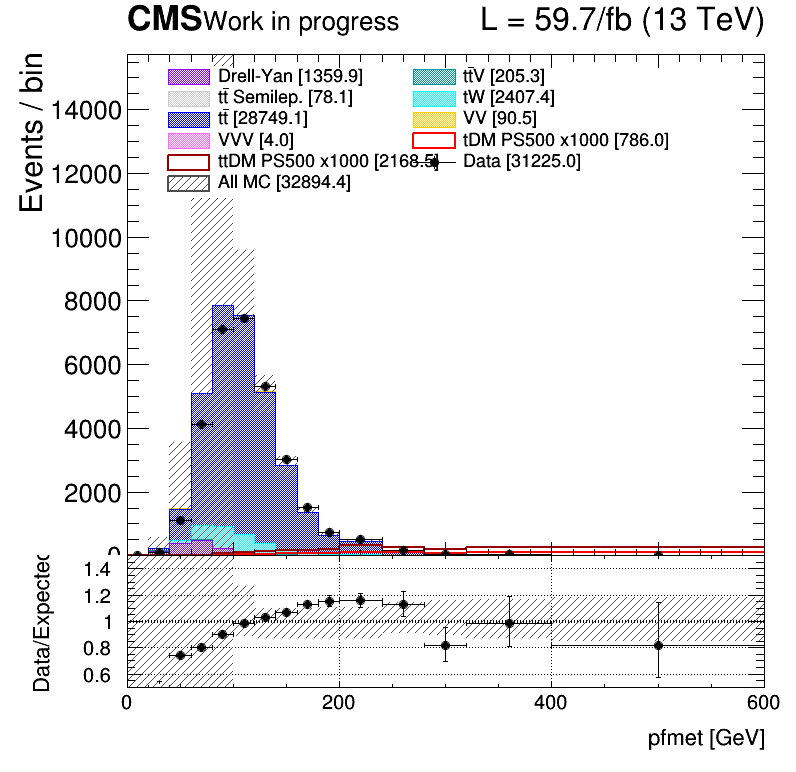 CMS Work in progress L = 59.7/fb (13 TeV)
Events / bin
Drell-Yan [1359.9] tt̄V [205.3]
tt̄ Semilep. [78.1] tW [2407.4]
tt̄ [28749.1] VV [90.5]
VVV [4.0] tDM PS500 x1000 [786.0]
ttDM PS500 x1000 [2168.5] Data [31225.0]
All MC [32894.4]
14000
12000
10000
8000
6000
4000
2000
0
Data/Expected
1.4
1.2
1
0.8
0.6
0 200 400 600
pfmet [GeV]